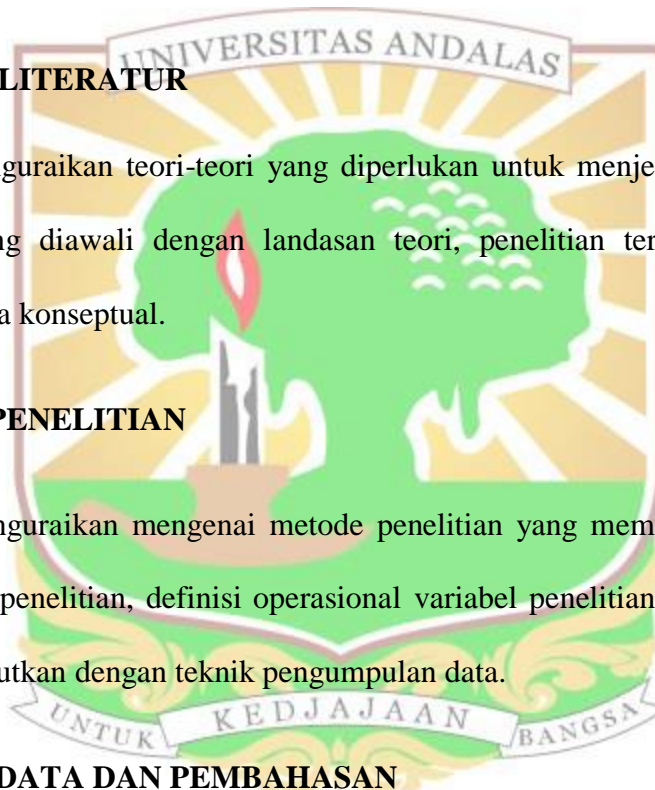 UNIVERSITAS ANDALAS
LITERATUR
guraikan teori-teori yang diperlukan untuk menje
ng diawali dengan landasan teori, penelitian ter
a konseptual.
PENELITIAN
nguraikan mengenai metode penelitian yang mem
penelitian, definisi operasional variabel penelitian
utkan dengan teknik pengumpulan data.
UNTUK KEDJAJAAN BANGSA
DATA DAN PEMBAHASAN